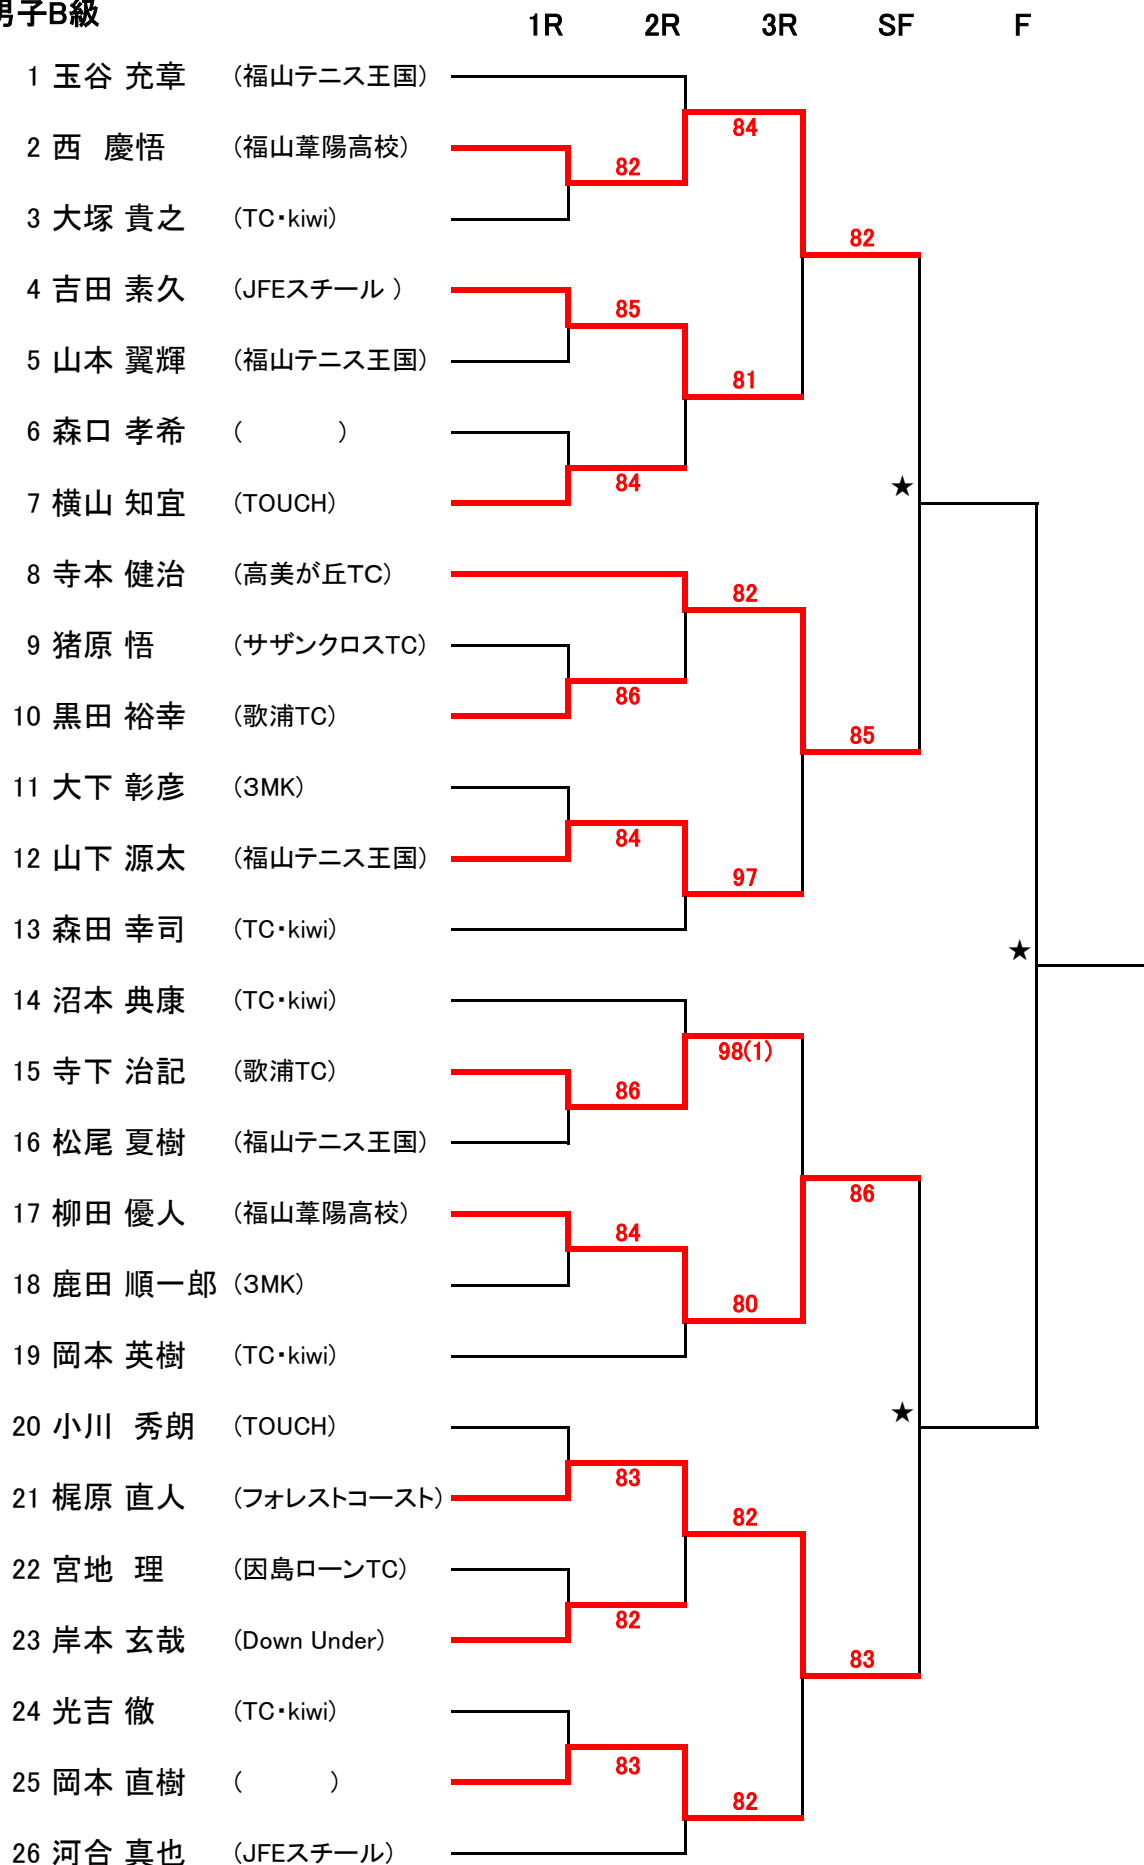 男子B級
1R 2R 3R SF F
1 玉谷 充章 (福山テニス王国)
84
2 西 慶悟 (福山葦陽高校)
82
3 大塚 貴之 (TC・kiwi)
82
4 吉田 素久 (JFEスチール )
85
5 山本 翼輝 (福山テニス王国)
81
6 森口 孝希 ( )
84
★
7 横山 知宜 (TOUCH)
8 寺本 健治 (高美が丘TC)
82
9 猪原 悟 (サザンクロスTC)
86
10 黒田 裕幸 (歌浦TC)
85
11 大下 彰彦 (3MK)
84
12 山下 源太 (福山テニス王国)
97
13 森田 幸司 (TC・kiwi)
★
14 沼本 典康 (TC・kiwi)
98(1)
15 寺下 治記 (歌浦TC)
86
16 松尾 夏樹 (福山テニス王国)
86
17 柳田 優人 (福山葦陽高校)
84
18 鹿田 順一郎 (3MK)
80
19 岡本 英樹 (TC・kiwi)
★
20 小川 秀朗 (TOUCH)
83
21 梶原 直人 (フォレストコースト)
82
22 宮地 理 (因島ローンTC)
82
23 岸本 玄哉 (Down Under)
83
24 光吉 徹 (TC・kiwi)
83
25 岡本 直樹 ( )
82
26 河合 真也 (JFEスチール)